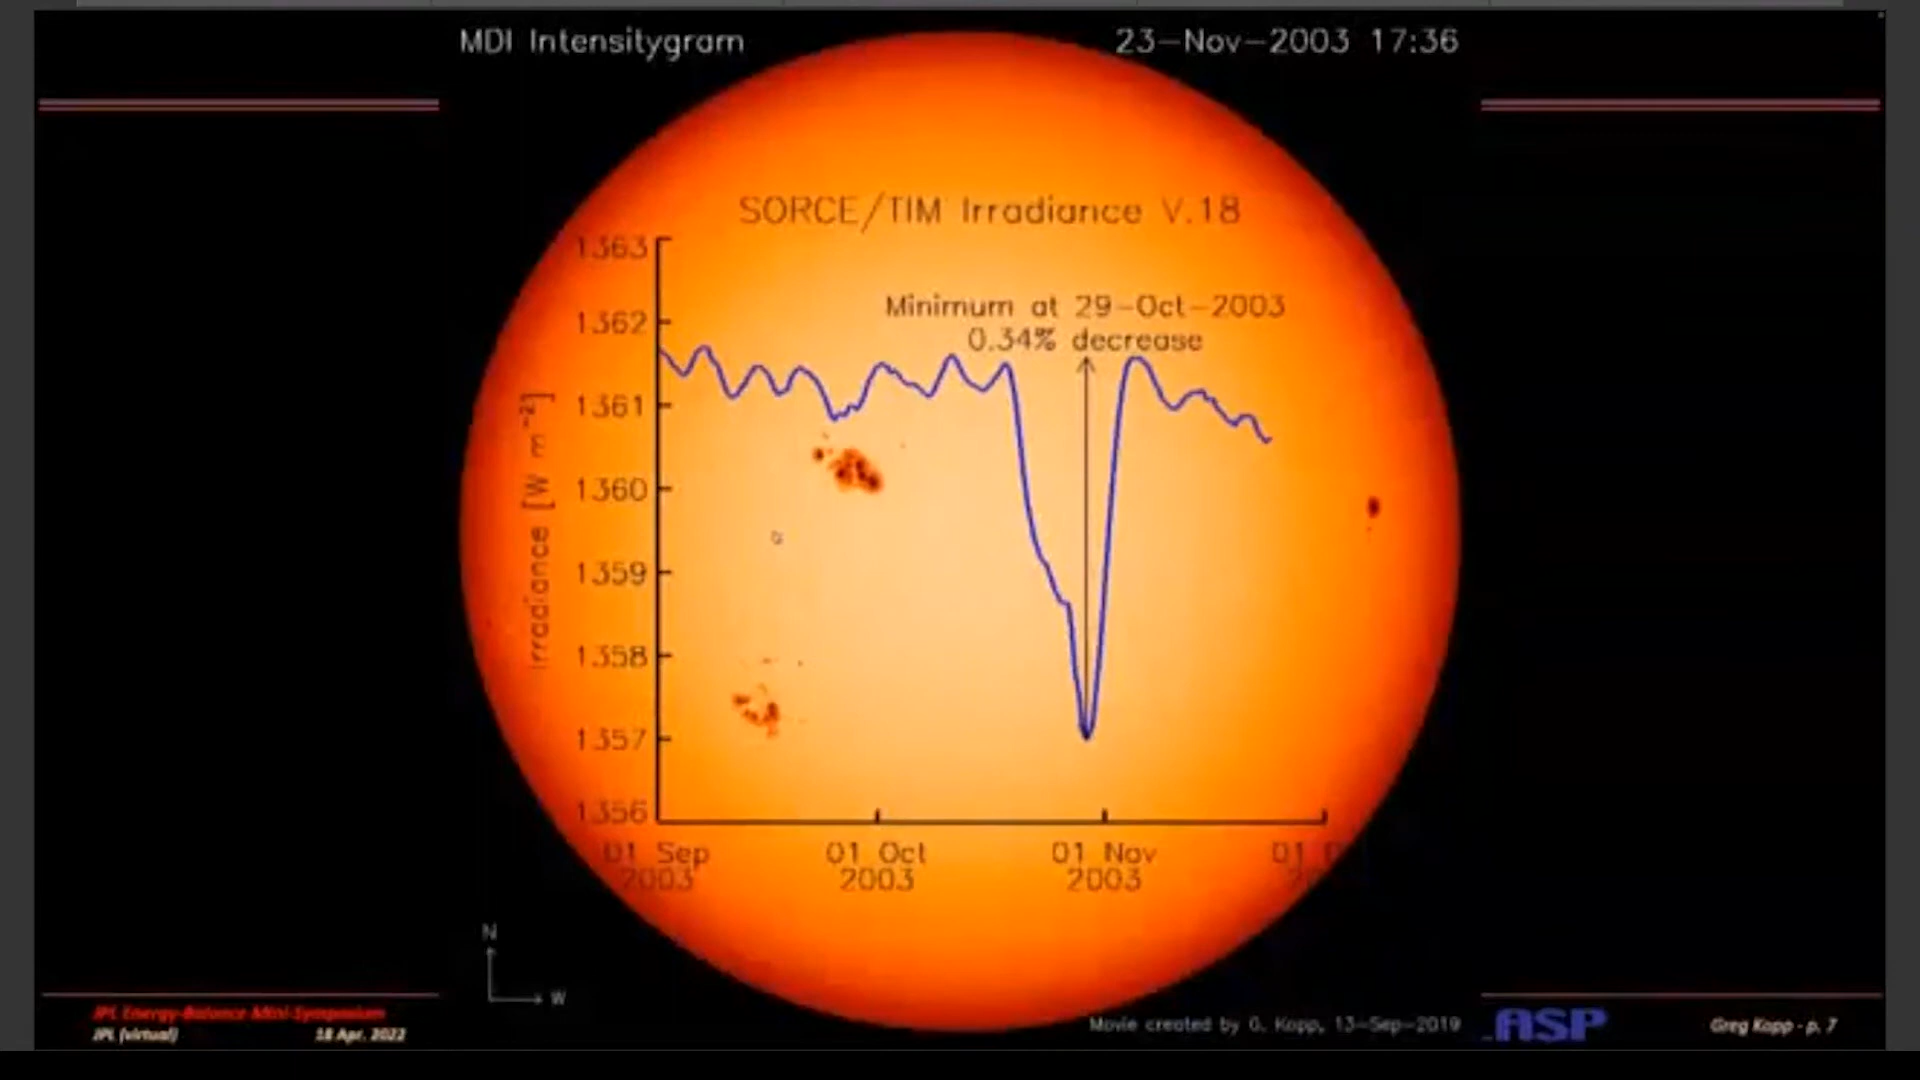 MDI Intensitygram
23-Nov-2003 17:36
SORCE/TIM Irradiance V.18
Minimum at 29-Oct-2003
0.34% decrease
Irradiance [W m⁻²]
1363
1362
1361
1360
1359
1358
1357
1356
01 Sep
2003
01 Oct
2003
01 Nov
2003
01
N
W
JPL Energy-Balance Mini-Symposium
JPL (virtual)
18 Apr. 2022
Movie created by G. Kopp, 13-Sep-2019
ASP
Greg Kopp - p. 7